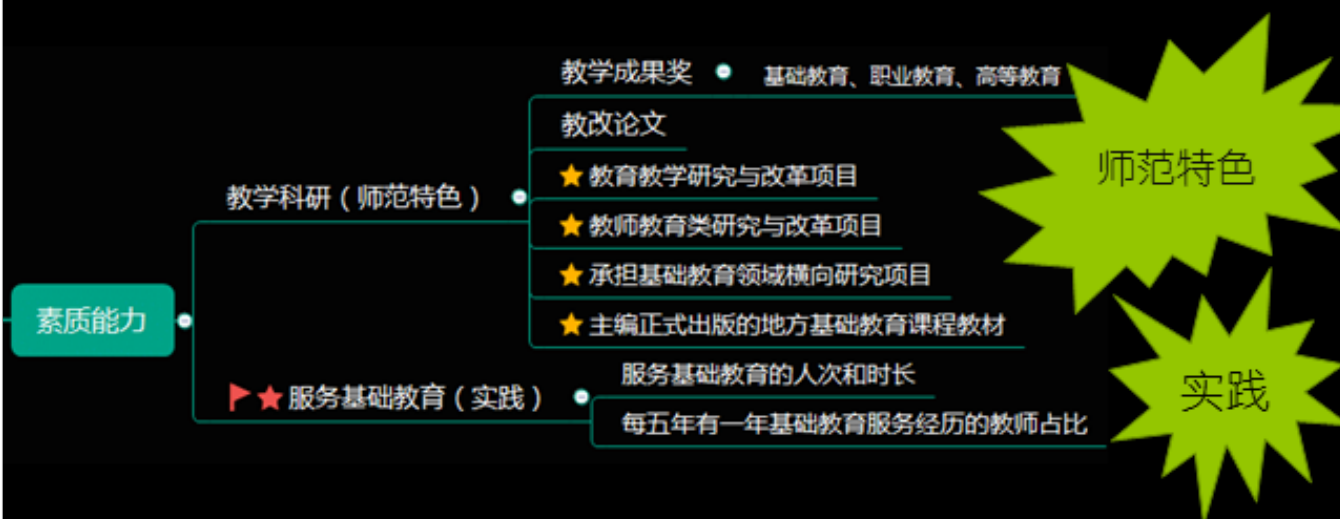 教学成果奖
基础教育、职业教育、高等教育
教改论文
教育教学研究与改革项目
教学科研（师范特色）
教师教育类研究与改革项目
承担基础教育领域横向研究项目
主编正式出版的地方基础教育课程教材
素质能力
服务基础教育（实践）
服务基础教育的人次和时长
每五年有一年基础教育服务经历的教师占比
师范特色
实践